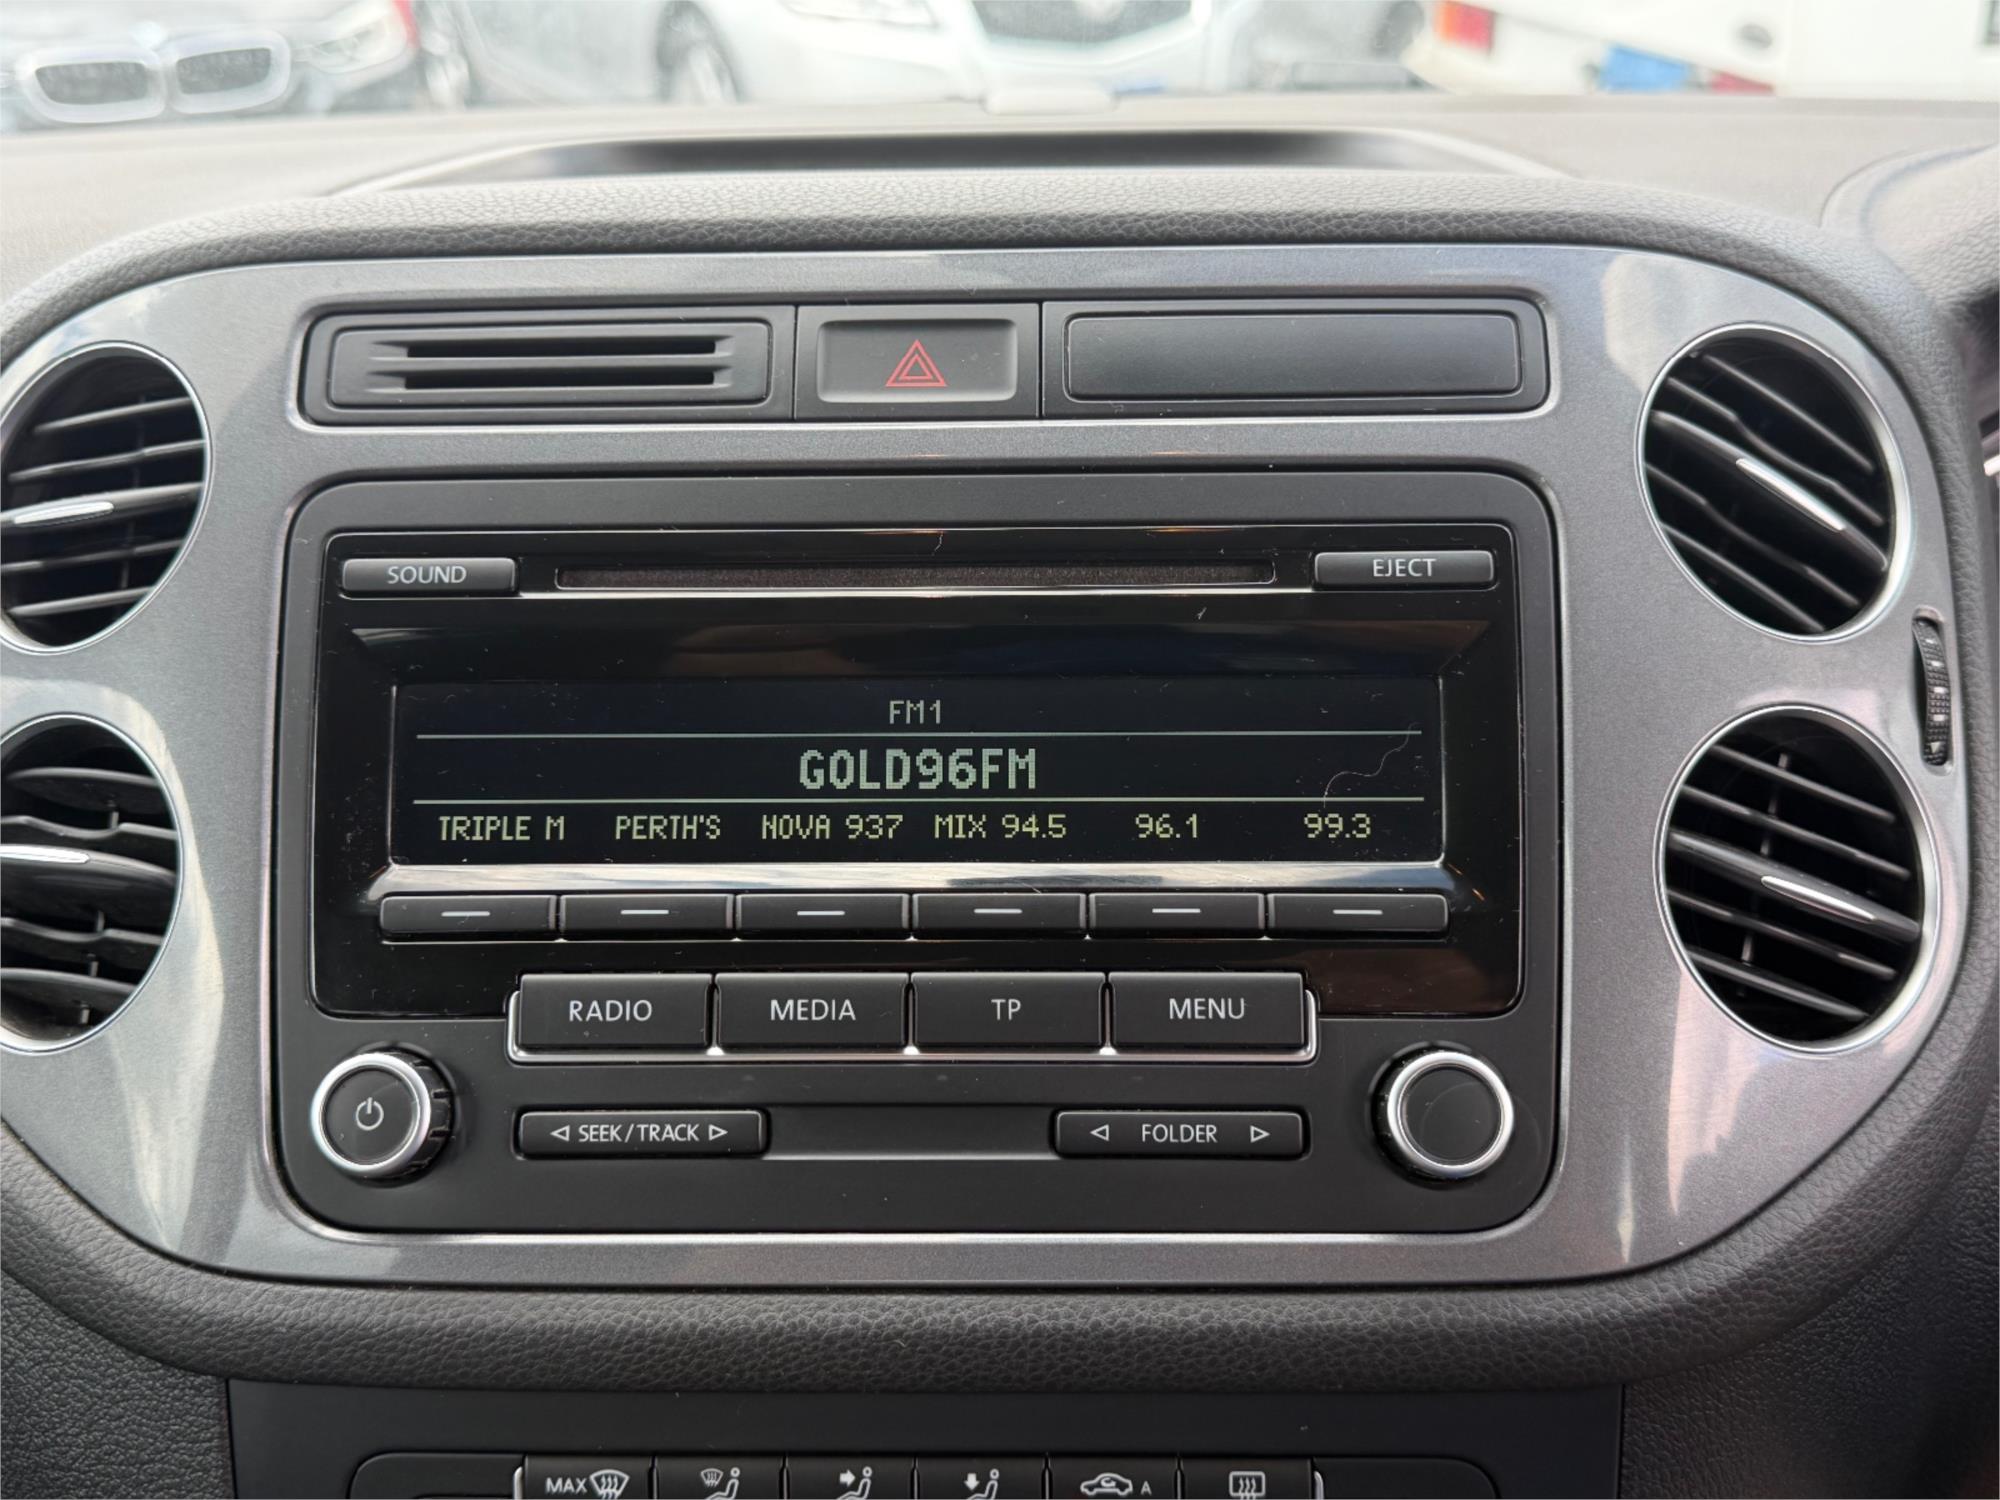 SOUND
EJECT
FM1
GOLD96FM
TRIPLE M PERTH'S NOVA 937 MIX 94.5 96.1 99.3
RADIO MEDIA TP MENU
SEEK/TRACK FOLDER
MAX A